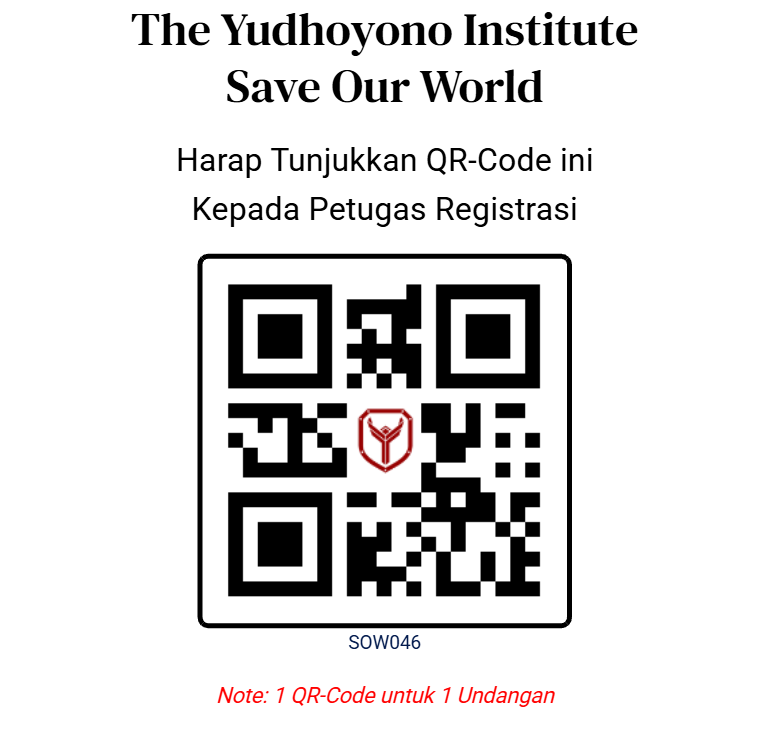 The Yudhoyono Institute
Save Our World
Harap Tunjukkan QR-Code ini
Kepada Petugas Registrasi
SOW046
Note: 1 QR-Code untuk 1 Undangan